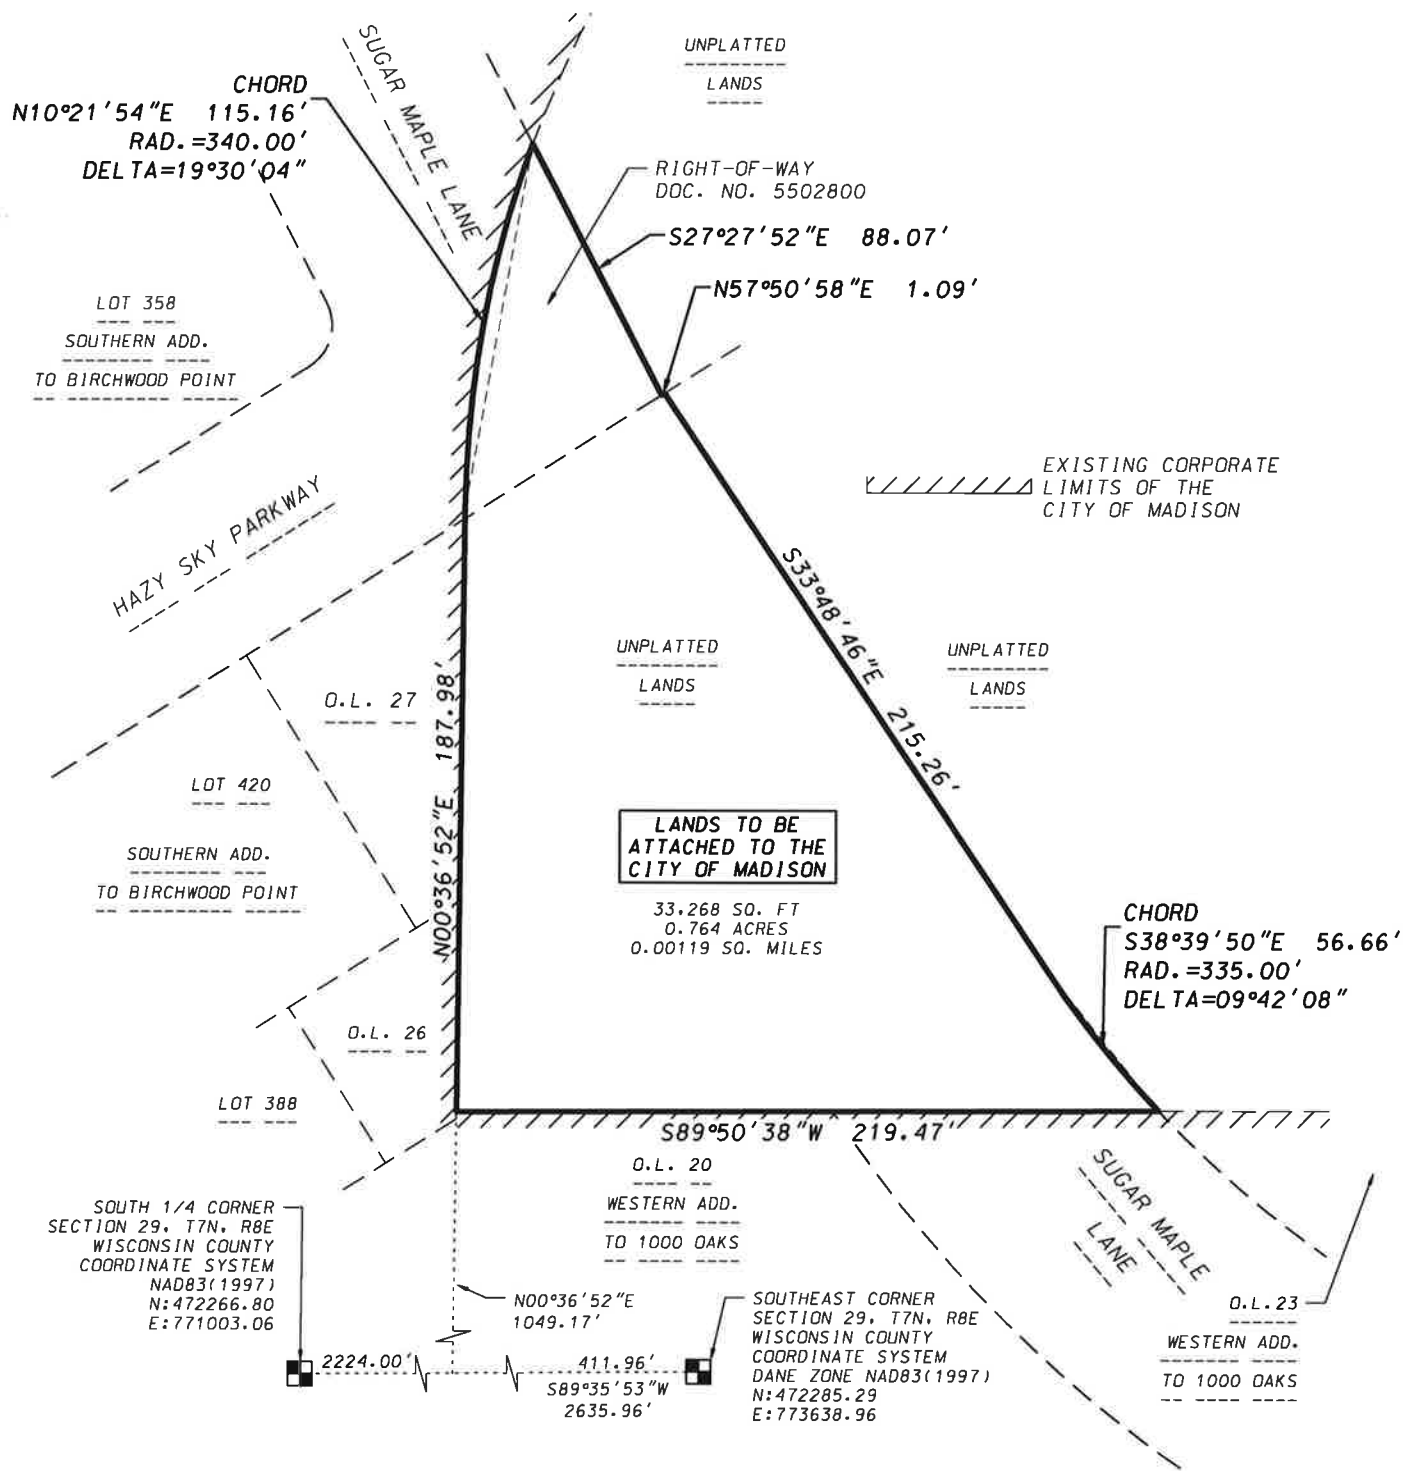 UNPLATTED
LANDS
SUGAR MAPLE LANE
CHORD
N10°21'54"E 115.16'
RAD.=340.00'
DELTA=19°30'04"
RIGHT-OF-WAY
DOC. NO. 5502800
S27°27'52"E 88.07'
N57°50'58"E 1.09'
LOT 358
SOUTHERN ADD.
TO BIRCHWOOD POINT
HAZY SKY PARKWAY
EXISTING CORPORATE
LIMITS OF THE
CITY OF MADISON
S33°48'46"E 215.26'
UNPLATTED
LANDS
UNPLATTED
LANDS
O.L. 27
N00°36'52"E 187.98'
LOT 420
SOUTHERN ADD.
TO BIRCHWOOD POINT
LANDS TO BE
ATTACHED TO THE
CITY OF MADISON
33.268 SQ. FT
0.764 ACRES
0.00119 SQ. MILES
CHORD
S38°39'50"E 56.66'
RAD.=335.00'
DELTA=09°42'08"
O.L. 26
LOT 388
S89°50'38"W 219.47'
O.L. 20
WESTERN ADD.
TO 1000 OAKS
SUGAR MAPLE
LANE
SOUTH 1/4 CORNER
SECTION 29, T7N, R8E
WISCONSIN COUNTY
COORDINATE SYSTEM
NAD83(1997)
N:472266.80
E:771003.06
N00°36'52"E
1049.17'
SOUTHEAST CORNER
SECTION 29, T7N, R8E
WISCONSIN COUNTY
COORDINATE SYSTEM
DANE ZONE NAD83(1997)
N:472285.29
E:773638.96
O.L.23
WESTERN ADD.
TO 1000 OAKS
2224.00'
411.96'
S89°35'53"W
2635.96'